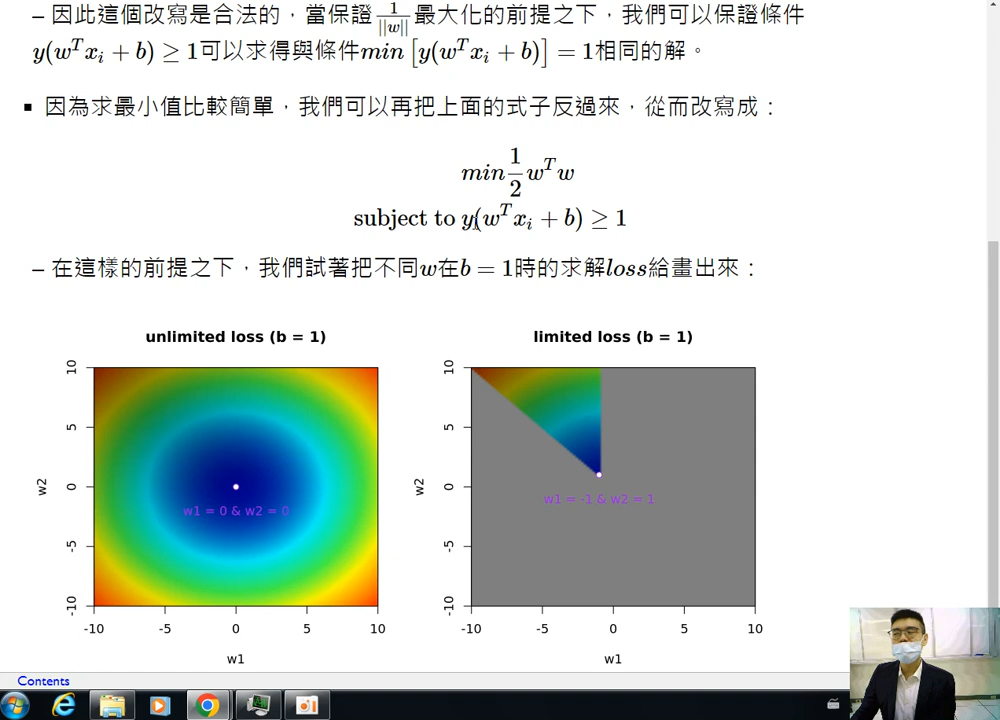 – 因此這個改寫是合法的，當保證 1/||w|| 最大化的前提之下，我們可以保證條件
y(w^T x_i + b) ≥ 1可以求得與條件min [y(w^T x_i + b)] = 1相同的解。
▪ 因為求最小值比較簡單，我們可以再把上面的式子反過來，從而改寫成：
min 1/2 w^T w
subject to y(w^T x_i + b) ≥ 1
– 在這樣的前提之下，我們試著把不同w在b = 1時的求解loss給畫出來：
unlimited loss (b = 1)
10
5
0
-5
-10
w2
w1 = 0 & w2 = 0
-10 -5 0 5 10
w1
limited loss (b = 1)
10
5
0
-5
-10
w2
w1 = -1 & w2 = 1
-10 -5 0 5 10
w1
Contents